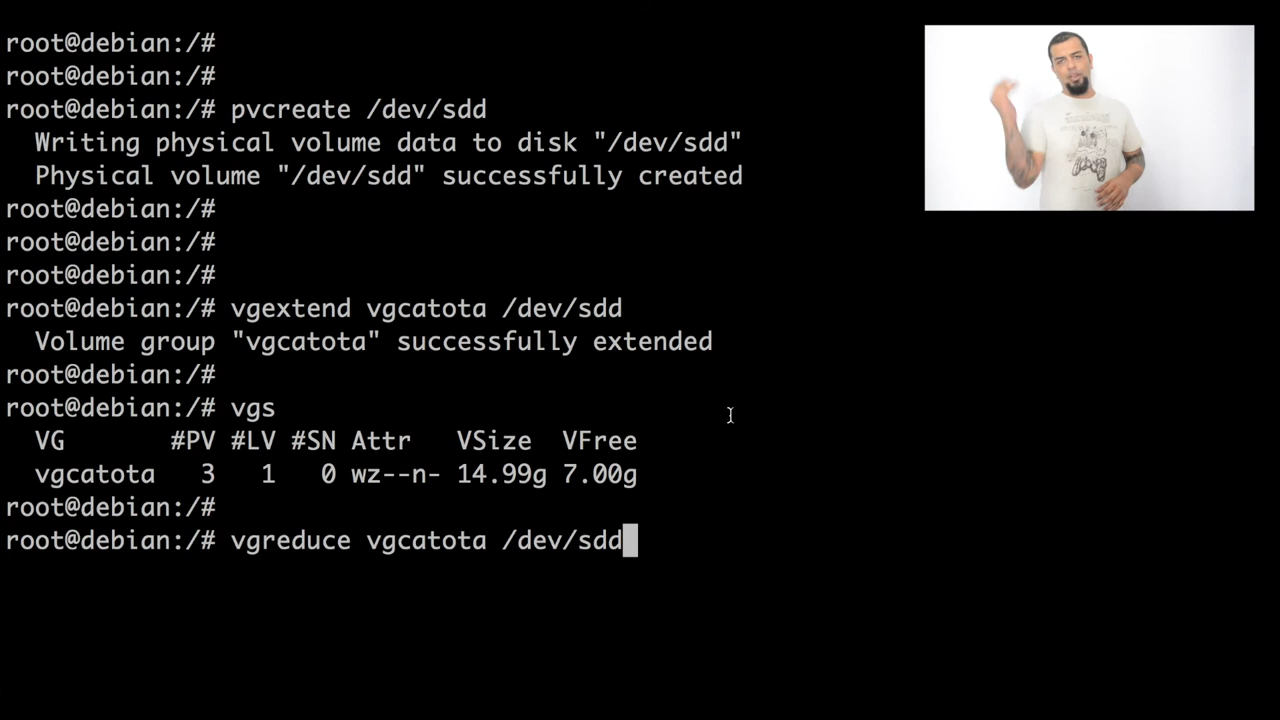 root@debian:/#
root@debian:/#
root@debian:/# pvcreate /dev/sdd
  Writing physical volume data to disk "/dev/sdd"
  Physical volume "/dev/sdd" successfully created
root@debian:/#
root@debian:/#
root@debian:/#
root@debian:/# vgextend vgcatota /dev/sdd
  Volume group "vgcatota" successfully extended
root@debian:/#
root@debian:/# vgs
  VG       #PV #LV #SN Attr   VSize  VFree
  vgcatota   3   1   0 wz--n- 14.99g 7.00g
root@debian:/#
root@debian:/# vgreduce vgcatota /dev/sdd